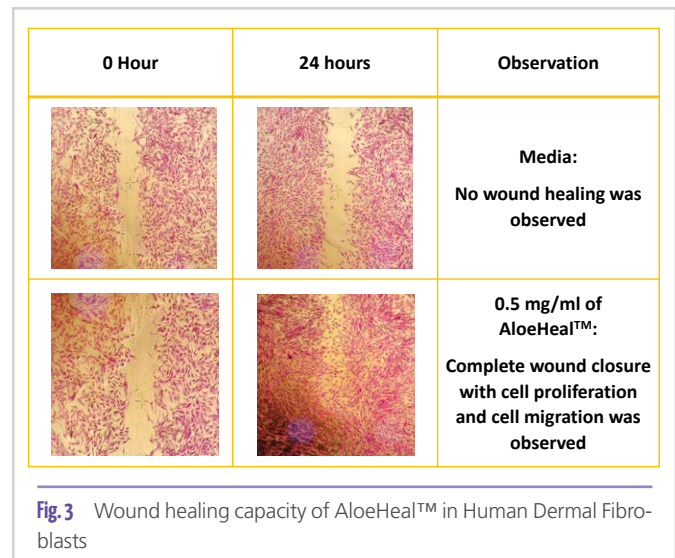 0 Hour
24 hours
Observation
Media:
No wound healing was
observed
0.5 mg/ml of
AloeHeal™:
Complete wound closure
with cell proliferation
and cell migration was
observed
Fig. 3 Wound healing capacity of AloeHeal™ in Human Dermal Fibro-
blasts